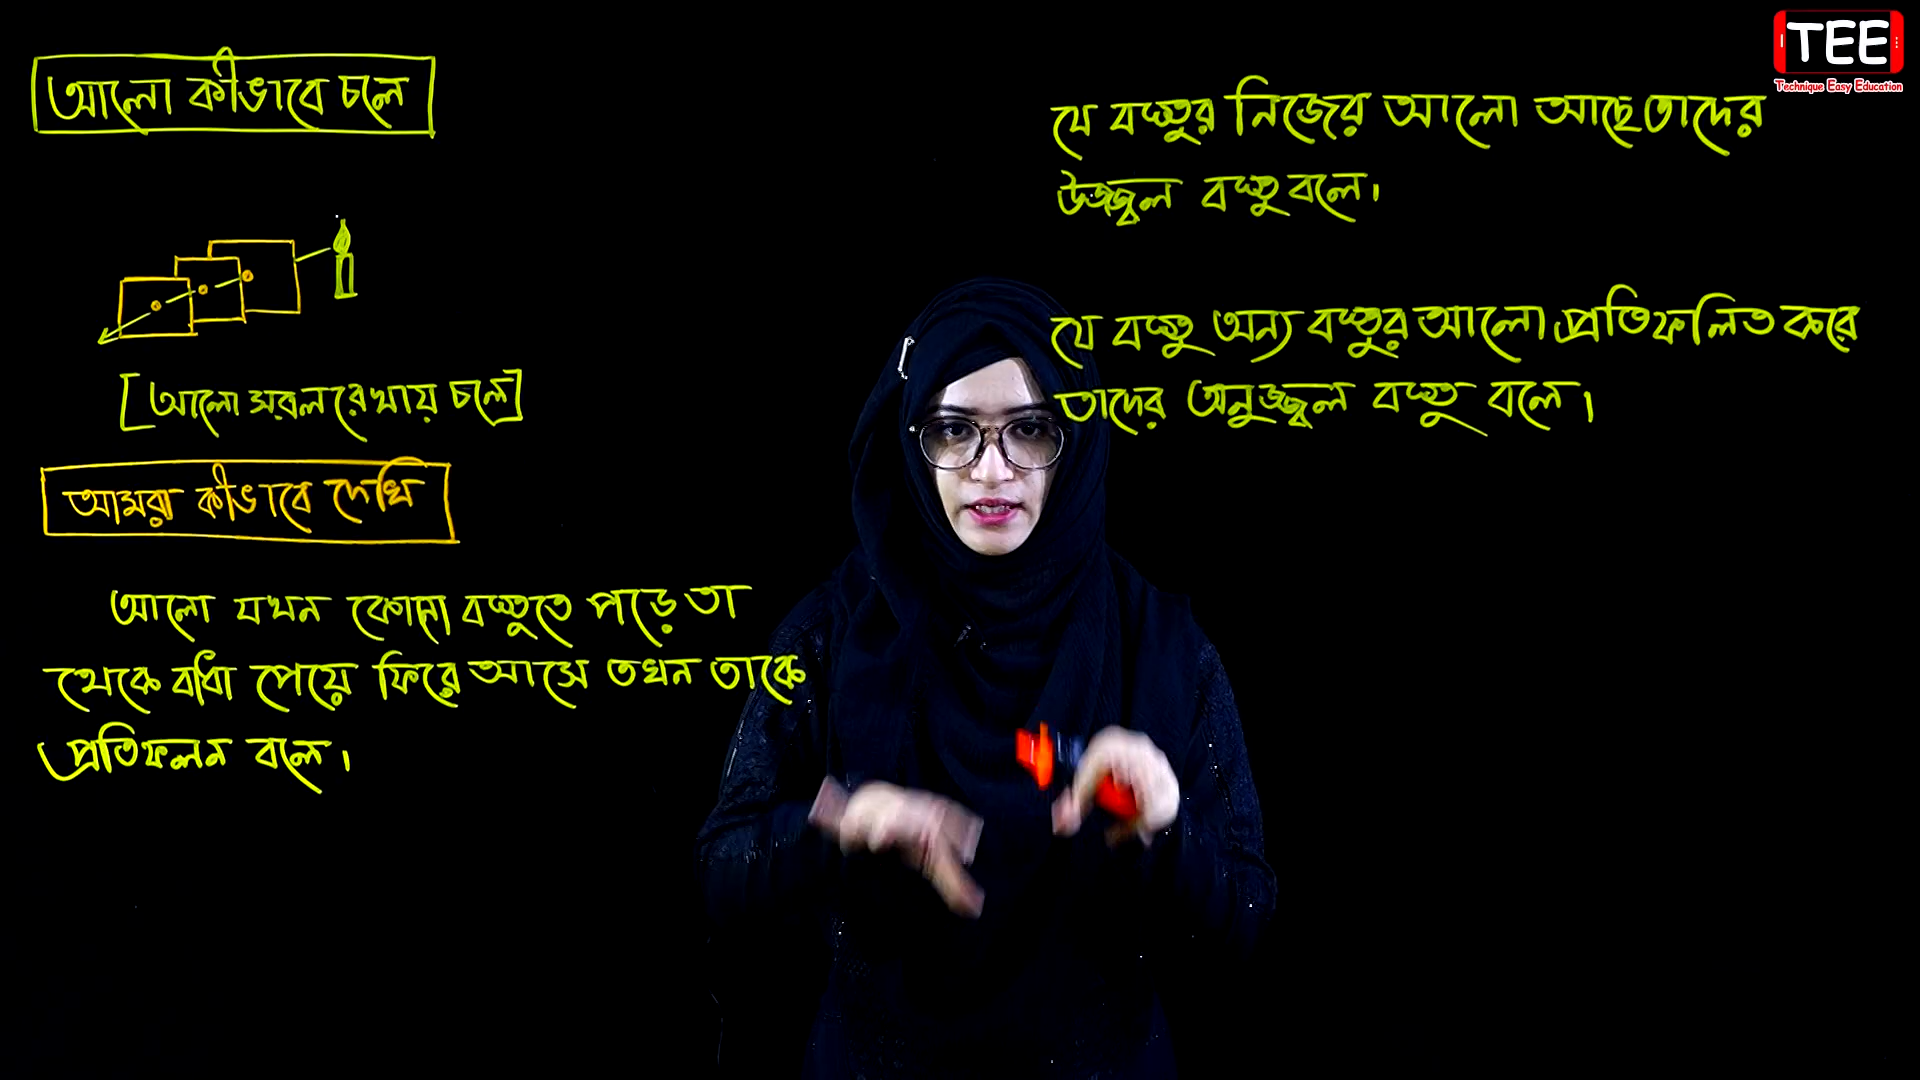 আলো কীভাবে চলে
[আলো সরল রেখায় চলে]
আমরা কীভাবে দেখি
আলো যখন কোনো বস্তুতে পড়ে তা
থেকে বাধা পেয়ে ফিরে আসে তখন তাকে
প্রতিফলন বলে।
যে বস্তুর নিজের আলো আছে তাদের
উজ্জ্বল বস্তু বলে।
যে বস্তু অন্য বস্তুর আলো প্রতিফলিত করে
তাদের অনুজ্জ্বল বস্তু বলে।
TEE
Technique Easy Education